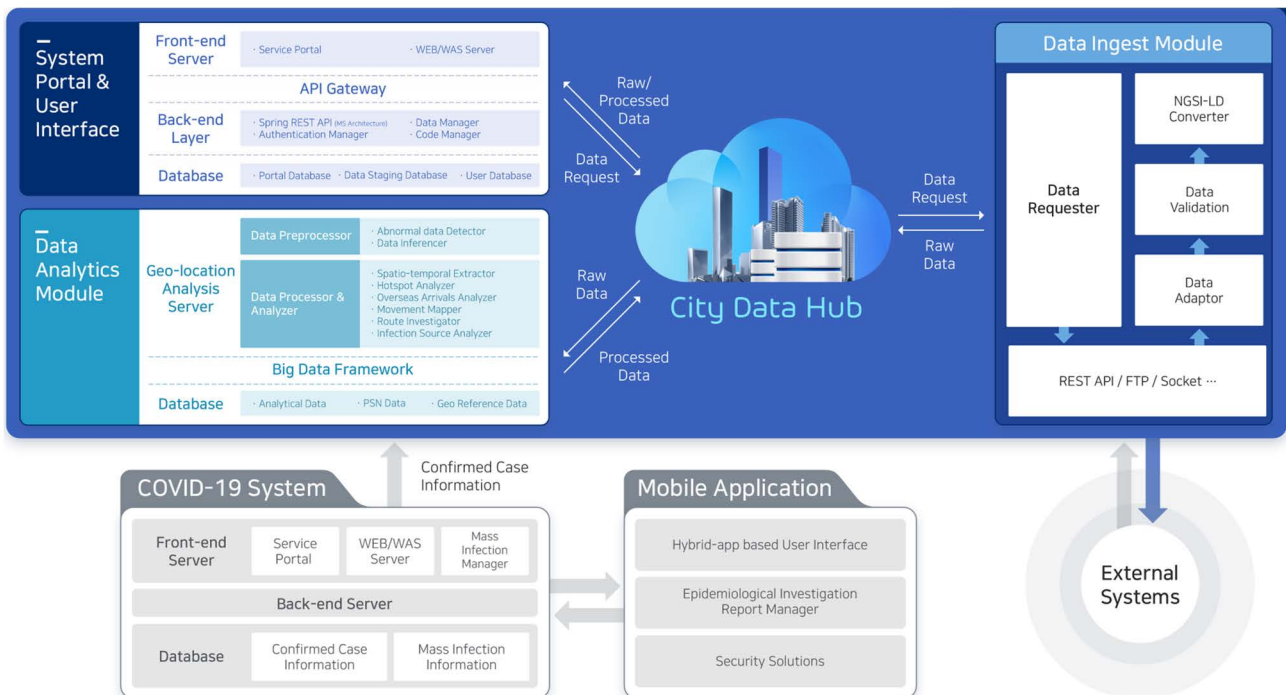 System
Portal &
User
Interface
Front-end
Server
· Service Portal
· WEB/WAS Server
API Gateway
Back-end
Layer
· Spring REST API (MS Architecture)
· Data Manager
· Authentication Manager
· Code Manager
Database
· Portal Database
· Data Staging Database
· User Database
Data
Analytics
Module
Geo-location
Analysis
Server
Data Preprocessor
· Abnormal data Detector
· Data Inferencer
Data Processor &
Analyzer
· Spatio-temporal Extractor
· Hotspot Analyzer
· Overseas Arrivals Analyzer
· Movement Mapper
· Route Investigator
· Infection Source Analyzer
Big Data Framework
Database
· Analytical Data
· PSN Data
· Geo Reference Data
Raw/
Processed
Data
Data
Request
Raw
Data
Processed
Data
City Data Hub
Data
Request
Raw
Data
Data Ingest Module
Data
Requester
NGSI-LD
Converter
Data
Validation
Data
Adaptor
REST API / FTP / Socket ···
Confirmed Case
Information
COVID-19 System
Front-end
Server
Service
Portal
WEB/WAS
Server
Mass
Infection
Manager
Back-end Server
Database
Confirmed Case
Information
Mass Infection
Information
Mobile Application
Hybrid-app based User Interface
Epidemiological Investigation
Report Manager
Security Solutions
External
Systems